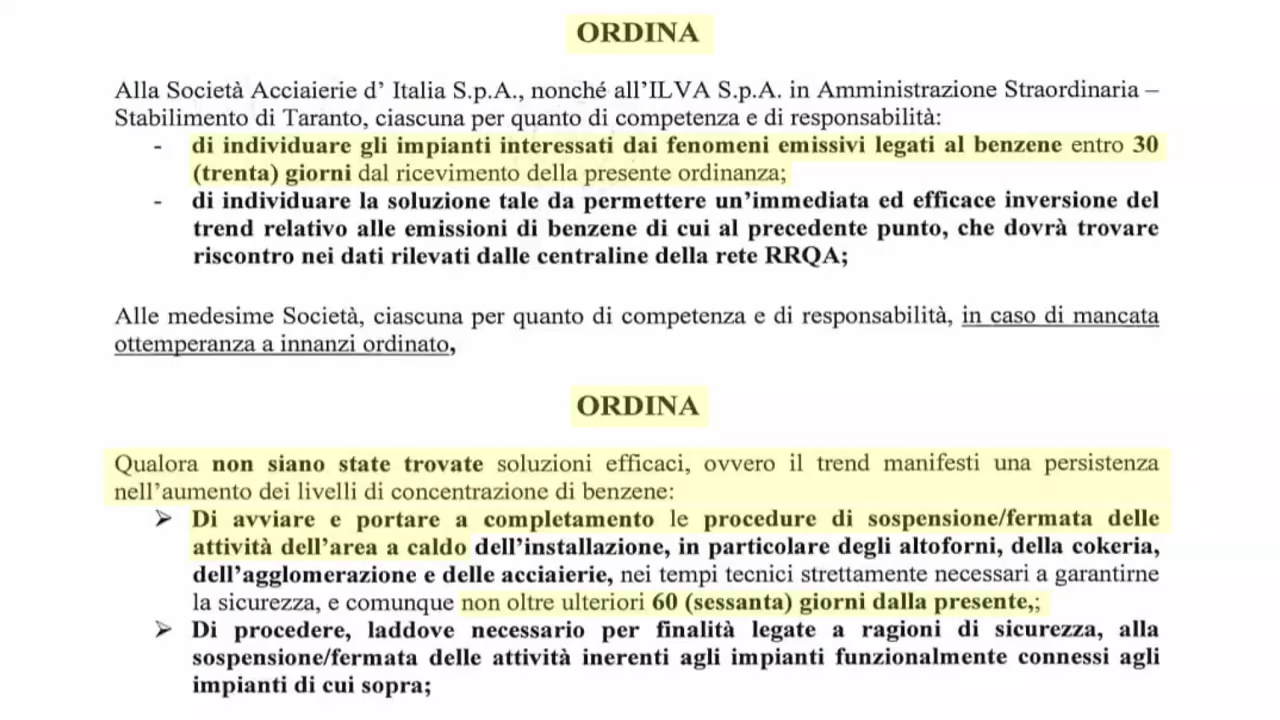 ORDINA
Alla Società Acciaierie d' Italia S.p.A., nonché all'ILVA S.p.A. in Amministrazione Straordinaria –
Stabilimento di Taranto, ciascuna per quanto di competenza e di responsabilità:
- di individuare gli impianti interessati dai fenomeni emissivi legati al benzene entro 30
(trenta) giorni dal ricevimento della presente ordinanza;
- di individuare la soluzione tale da permettere un'immediata ed efficace inversione del
trend relativo alle emissioni di benzene di cui al precedente punto, che dovrà trovare
riscontro nei dati rilevati dalle centraline della rete RRQA;
Alle medesime Società, ciascuna per quanto di competenza e di responsabilità, in caso di mancata
ottemperanza a innanzi ordinato,
ORDINA
Qualora non siano state trovate soluzioni efficaci, ovvero il trend manifesti una persistenza
nell'aumento dei livelli di concentrazione di benzene:
➢ Di avviare e portare a completamento le procedure di sospensione/fermata delle
attività dell'area a caldo dell'installazione, in particolare degli altoforni, della cokeria,
dell'agglomerazione e delle acciaierie, nei tempi tecnici strettamente necessari a garantirne
la sicurezza, e comunque non oltre ulteriori 60 (sessanta) giorni dalla presente,;
➢ Di procedere, laddove necessario per finalità legate a ragioni di sicurezza, alla
sospensione/fermata delle attività inerenti agli impianti funzionalmente connessi agli
impianti di cui sopra;